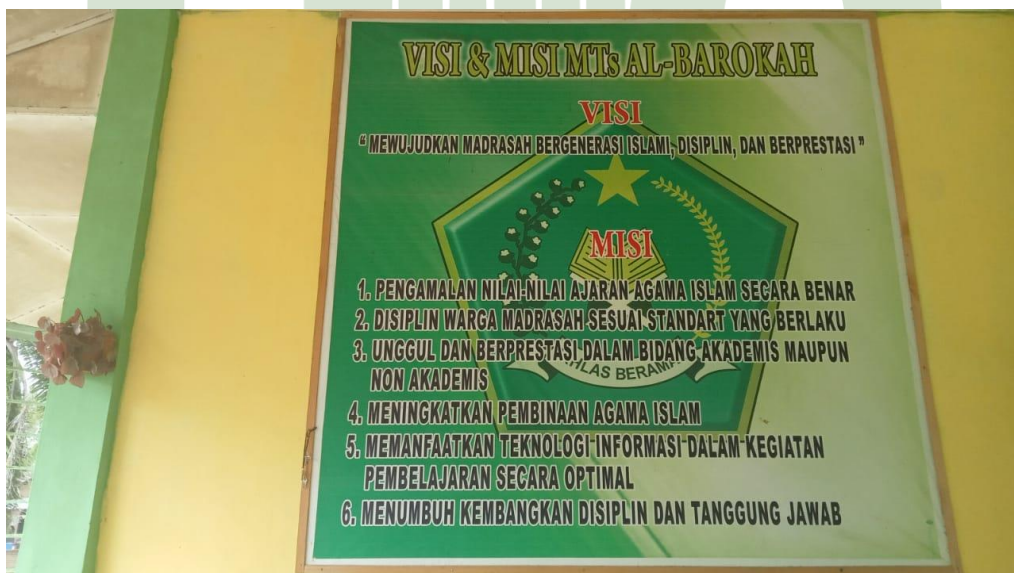 VISI & MISI MTs AL-BAROKAH
VISI
“ MEWUJUDKAN MADRASAH BERGENERASI ISLAMI, DISIPLIN, DAN BERPRESTASI ”
MISI
1. PENGAMALAN NILAI-NILAI AJARAN AGAMA ISLAM SECARA BENAR
2. DISIPLIN WARGA MADRASAH SESUAI STANDART YANG BERLAKU
3. UNGGUL DAN BERPRESTASI DALAM BIDANG AKADEMIS MAUPUN
NON AKADEMIS
4. MENINGKATKAN PEMBINAAN AGAMA ISLAM
5. MEMANFAATKAN TEKNOLOGI INFORMASI DALAM KEGIATAN
PEMBELAJARAN SECARA OPTIMAL
6. MENUMBUH KEMBANGKAN DISIPLIN DAN TANGGUNG JAWAB